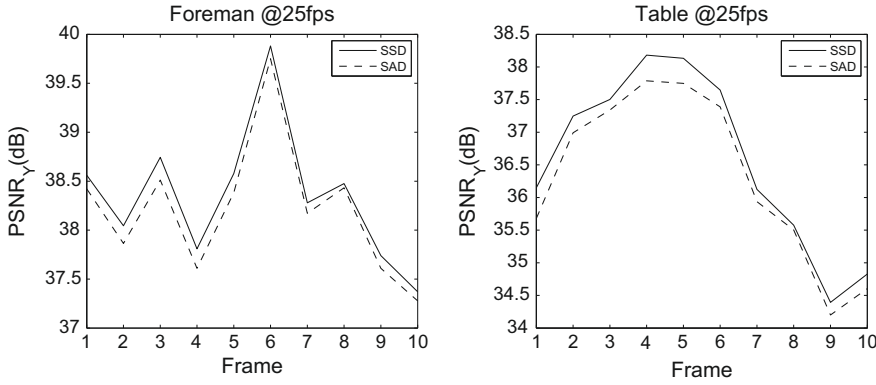 Foreman @25fps
40
39.5
39
38.5
38
37.5
37
PSNR_Y(dB)
SSD
SAD
1 2 3 4 5 6 7 8 9 10
Frame
Table @25fps
38.5
38
37.5
37
36.5
36
35.5
35
34.5
34
PSNR_Y(dB)
SSD
SAD
1 2 3 4 5 6 7 8 9 10
Frame